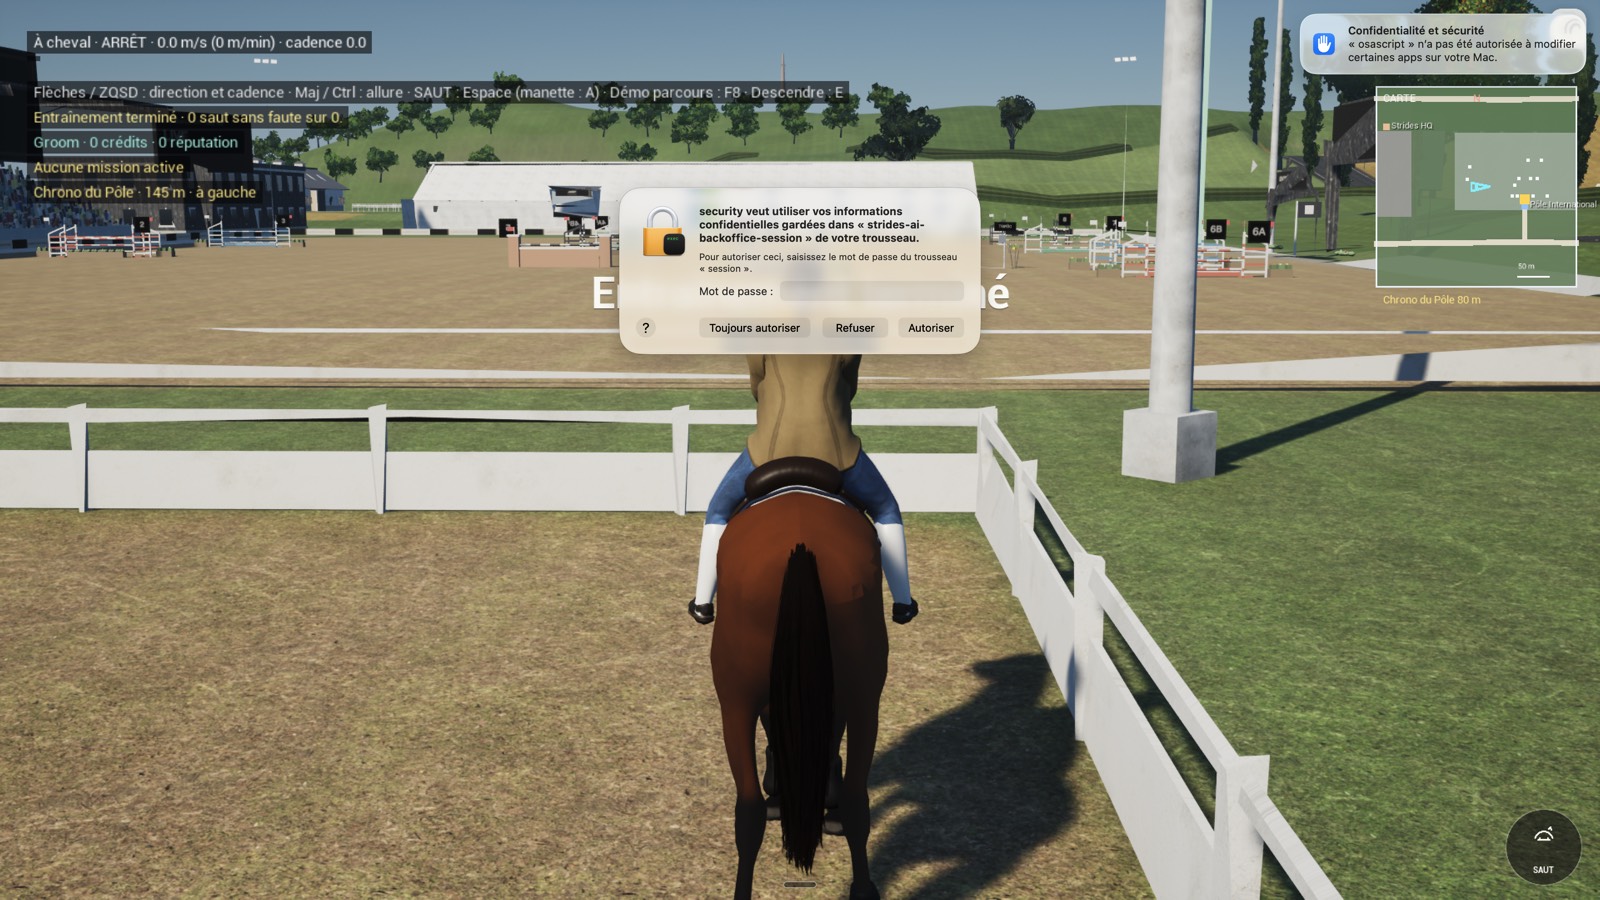 À cheval · ARRÊT · 0.0 m/s (0 m/min) · cadence 0.0
Flèches / ZQSD : direction et cadence · Maj / Ctrl : allure · SAUT : Espace (manette : A) · Démo parcours : F8 · Descendre : E
Entraînement terminé · 0 saut sans faute sur 0.
Groom · 0 crédits · 0 réputation
Aucune mission active
Chrono du Pôle · 145 m · à gauche
Confidentialité et sécurité
« osascript » n'a pas été autorisée à modifier
certaines apps sur votre Mac.
CARTE
N
Strides HQ
Pôle International
50 m
Chrono du Pôle 80 m
security veut utiliser vos informations
confidentielles gardées dans « strides-ai-
backoffice-session » de votre trousseau.
Pour autoriser ceci, saisissez le mot de passe du trousseau
« session ».
Mot de passe :
?
Toujours autoriser
Refuser
Autoriser
é
6B
6A
SAUT